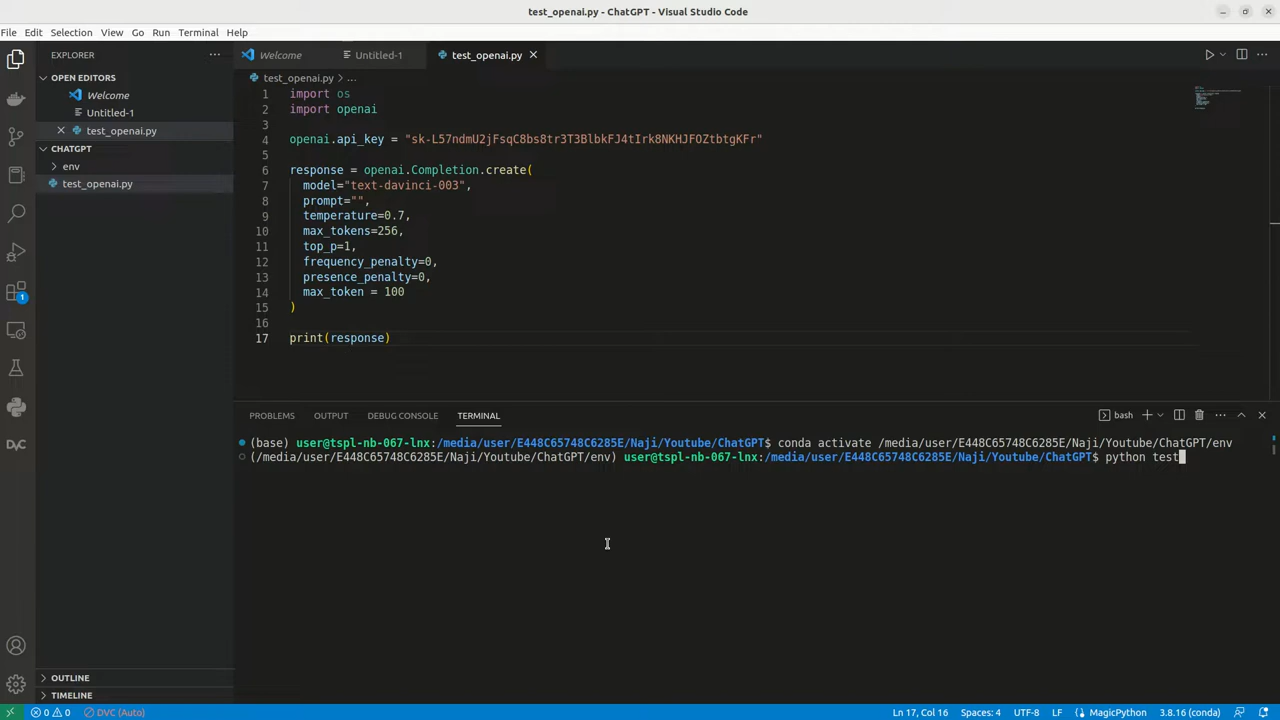 test_openai.py - ChatGPT - Visual Studio Code
File Edit Selection View Go Run Terminal Help
EXPLORER
OPEN EDITORS
Welcome
Untitled-1
test_openai.py
CHATGPT
env
test_openai.py
OUTLINE
TIMELINE
Welcome Untitled-1 test_openai.py
test_openai.py > ...
1 import os
2 import openai
3
4 openai.api_key = "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"
5
6 response = openai.Completion.create(
7 model="text-davinci-003",
8 prompt="",
9 temperature=0.7,
10 max_tokens=256,
11 top_p=1,
12 frequency_penalty=0,
13 presence_penalty=0,
14 max_token = 100
15 )
16
17 print(response)
PROBLEMS OUTPUT DEBUG CONSOLE TERMINAL
bash
(base) user@tspl-nb-067-lnx:/media/user/E448C65748C6285E/Naji/Youtube/ChatGPT$ conda activate /media/user/E448C65748C6285E/Naji/Youtube/ChatGPT/env
(/media/user/E448C65748C6285E/Naji/Youtube/ChatGPT/env) user@tspl-nb-067-lnx:/media/user/E448C65748C6285E/Naji/Youtube/ChatGPT$ python test
1
DVC
0 0 DVC (Auto)
Ln 17, Col 16 Spaces: 4 UTF-8 LF MagicPython 3.8.16 (conda)